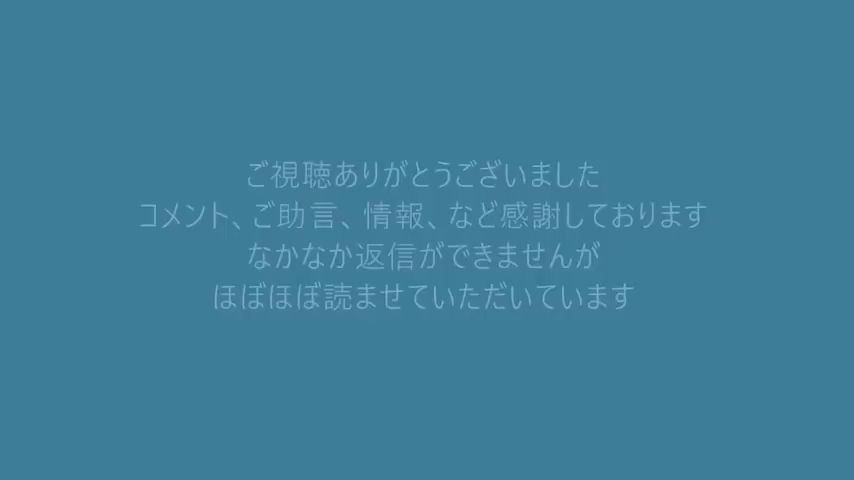 ご視聴ありがとうございました
コメント、ご助言、情報、など感謝しております
なかなか返信ができませんが
ほぼほぼ読ませていただいています